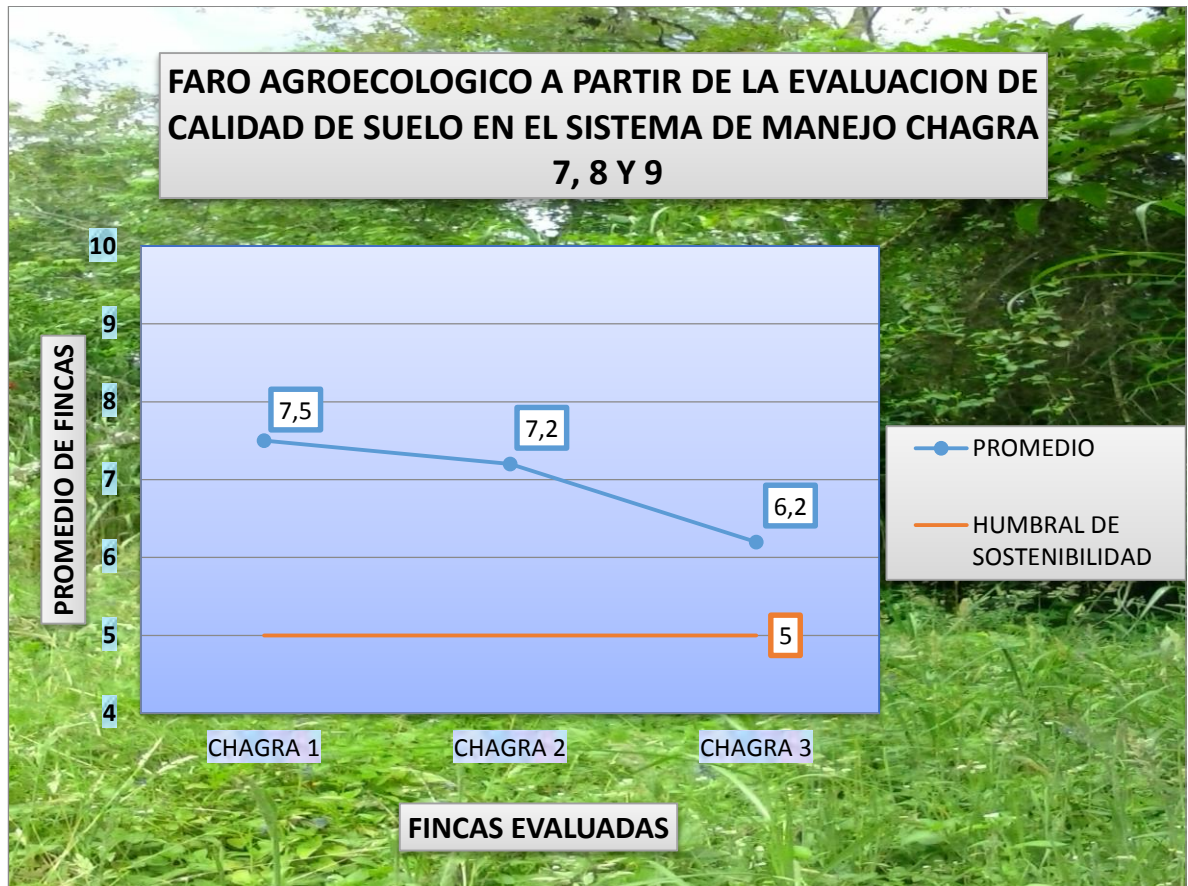 FARO AGROECOLOGICO A PARTIR DE LA EVALUACION DE
CALIDAD DE SUELO EN EL SISTEMA DE MANEJO CHAGRA
7, 8 Y 9
10
9
8
7
6
5
4
PROMEDIO DE FINCAS
7,5
7,2
6,2
5
CHAGRA 1
CHAGRA 2
CHAGRA 3
FINCAS EVALUADAS
PROMEDIO
HUMBRAL DE
SOSTENIBILIDAD